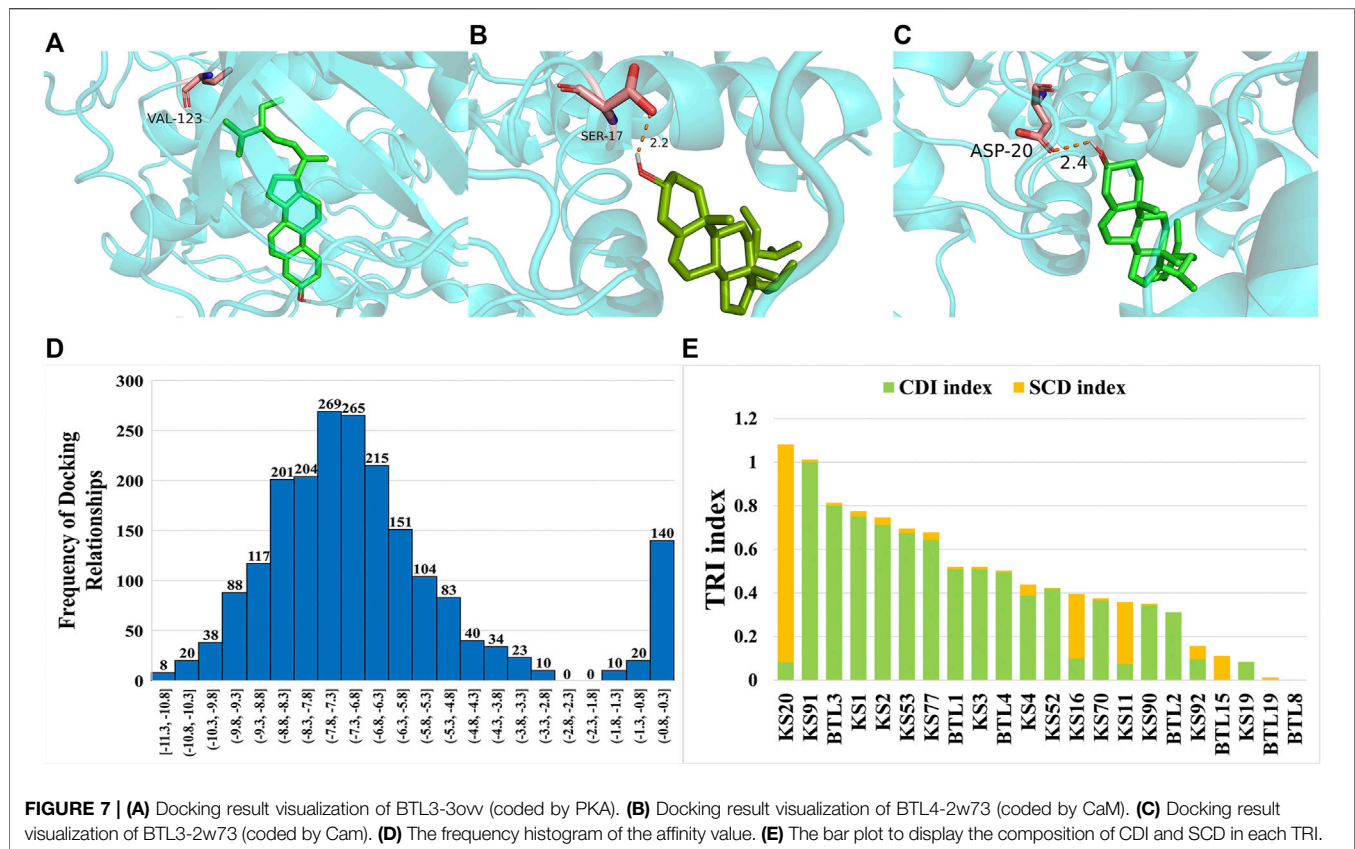 A
VAL-123
B
SER-17
2.2
C
ASP-20
2.4
D
Frequency of Docking
Relationships
300
250
200
150
100
50
0
8
20
38
88
117
201
204
269
265
215
151
104
83
40
34
23
10
0
0
10
20
140
[-11.3, -10.8]
(-10.8, -10.3]
(-10.3, -9.8]
(-9.8, -9.3]
(-9.3, -8.8]
(-8.8, -8.3]
(-8.3, -7.8]
(-7.8, -7.3]
(-7.3, -6.8]
(-6.8, -6.3]
(-6.3, -5.8]
(-5.8, -5.3]
(-5.3, -4.8]
(-4.8, -4.3]
(-4.3, -3.8]
(-3.8, -3.3]
(-3.3, -2.8]
(-2.8, -2.3]
(-2.3, -1.8]
(-1.8, -1.3]
(-1.3, -0.8]
(-0.8, -0.3]
E
CDI index
SCD index
TRI index
1.2
1
0.8
0.6
0.4
0.2
0
KS20
KS91
BTL3
KS1
KS2
KS53
KS77
BTL1
KS3
BTL4
KS4
KS52
KS16
KS70
KS11
KS90
BTL2
KS92
BTL15
KS19
BTL19
BTL8
FIGURE 7 | (A) Docking result visualization of BTL3-3ovv (coded by PKA). (B) Docking result visualization of BTL4-2w73 (coded by CaM). (C) Docking result
visualization of BTL3-2w73 (coded by Cam). (D) The frequency histogram of the affinity value. (E) The bar plot to display the composition of CDI and SCD in each TRI.